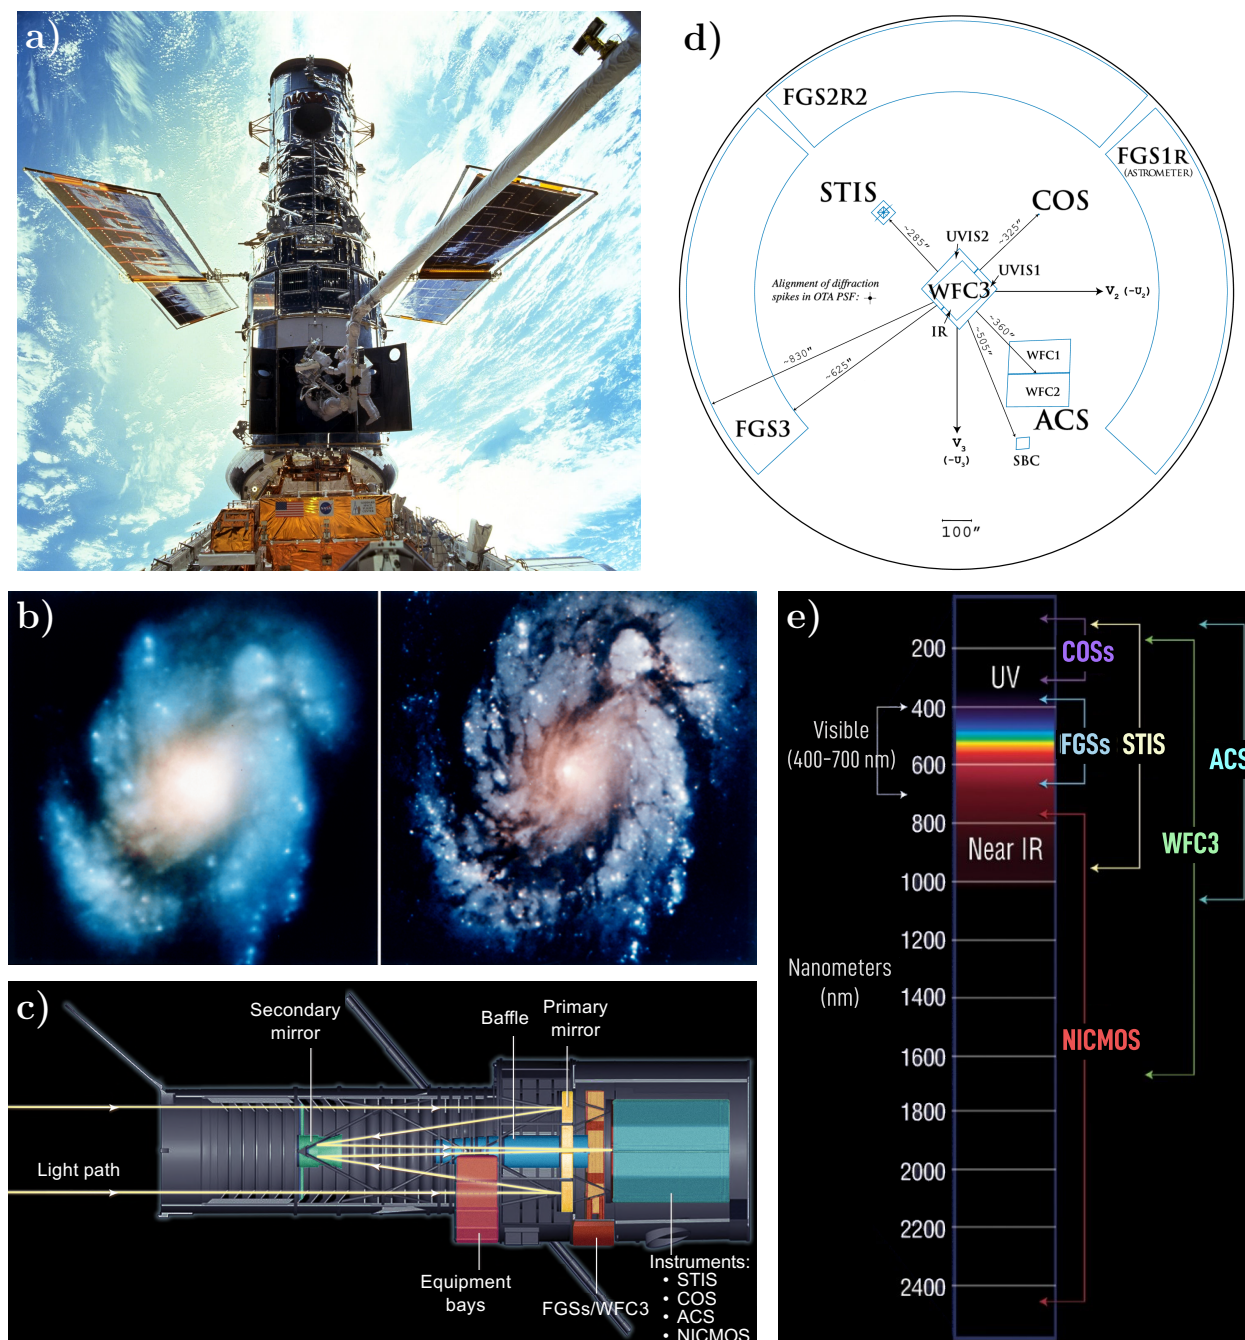 a)
d)
FGS2R2
FGS1R
(ASTROMETER)
STIS
COS
~285″
~325″
UVIS2
UVIS1
WFC3
Alignment of diffraction
spikes in OTA PSF:
V2 (-U2)
IR
~360″
~505″
~830″
~625″
WFC1
WFC2
ACS
FGS3
V3
(-U3)
SBC
100″
b)
c)
Secondary
mirror
Baffle
Primary
mirror
Light path
Equipment
bays
FGSs/WFC3
Instruments:
• STIS
• COS
• ACS
• NICMOS
e)
200
400
600
800
1000
1200
1400
1600
1800
2000
2200
2400
UV
Near IR
Visible
(400-700 nm)
Nanometers
(nm)
COSs
FGSs
STIS
ACS
WFC3
NICMOS